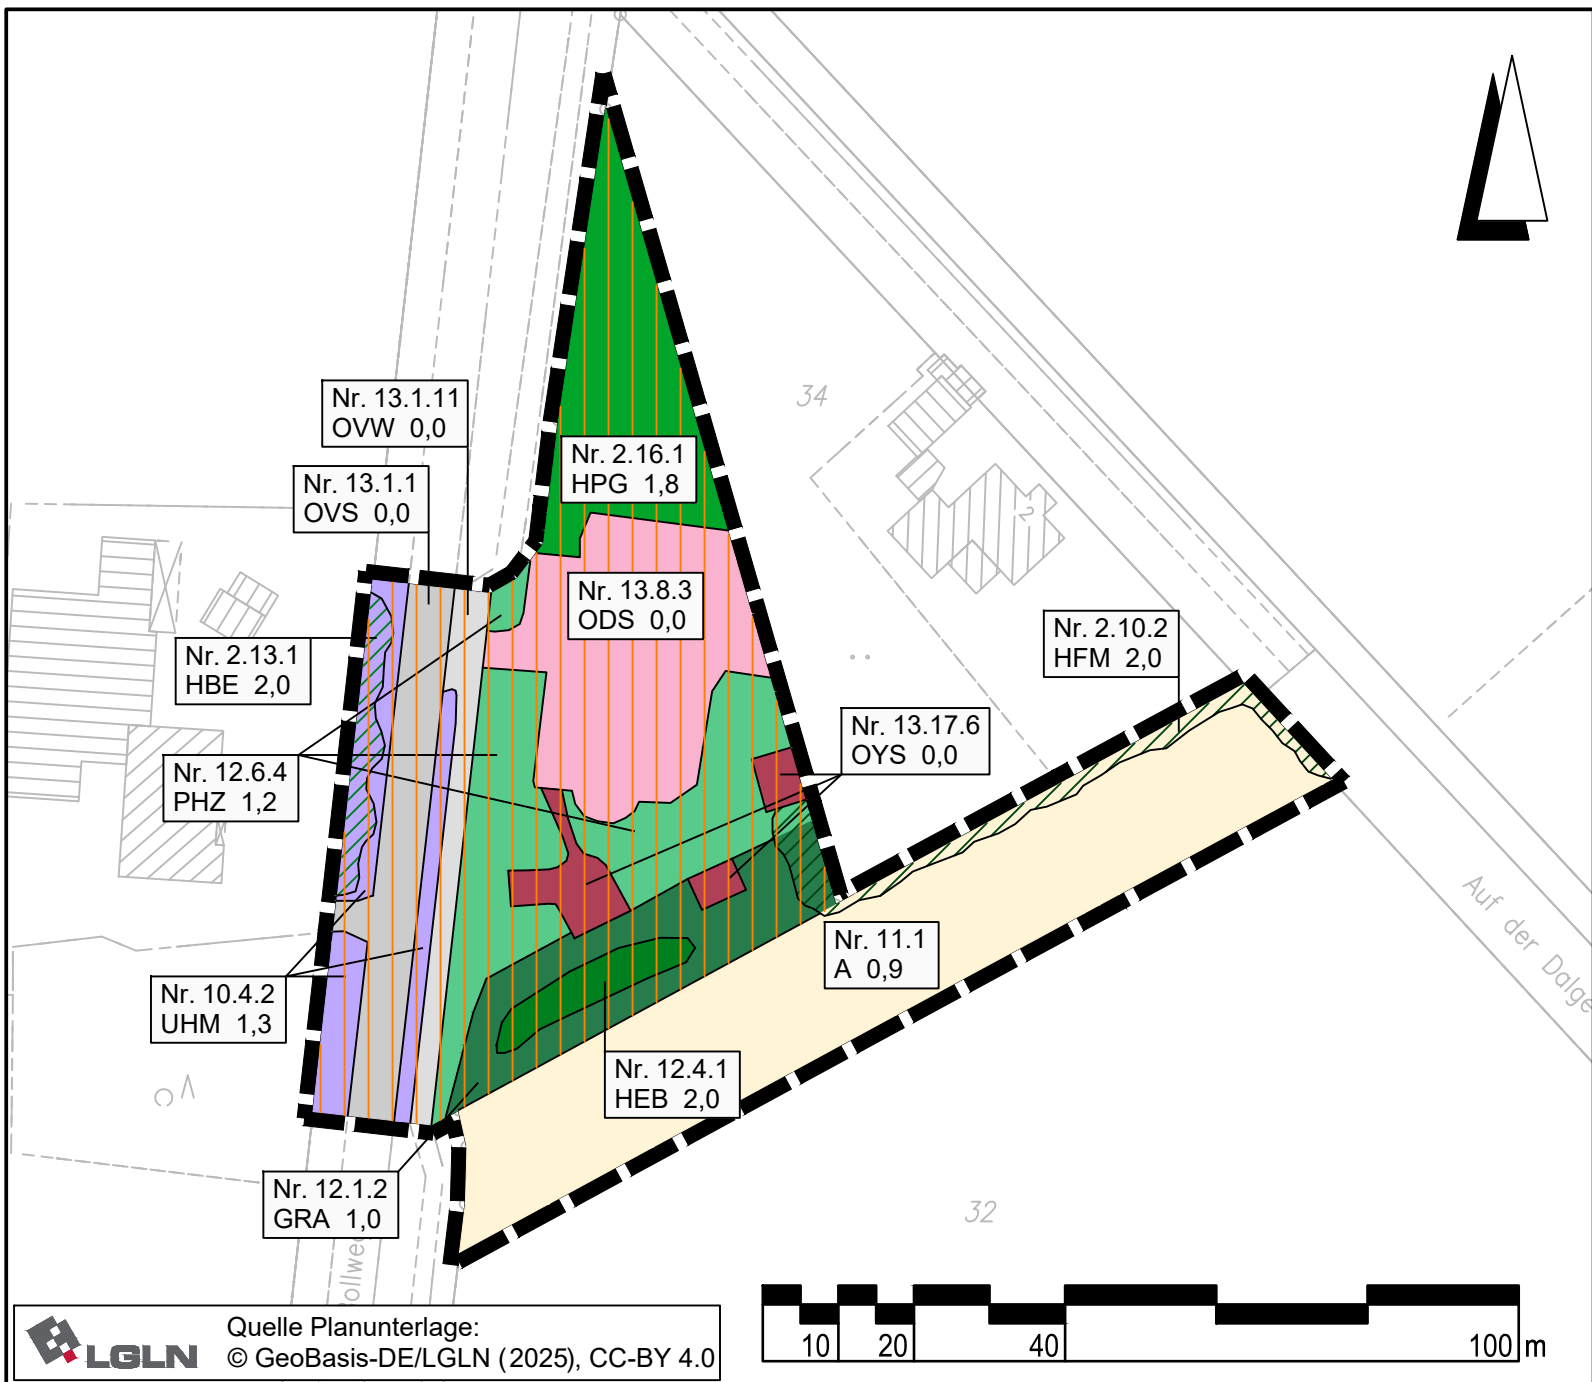 Nr. 13.1.11
OVW 0,0
34
Nr. 2.16.1
HPG 1,8
Nr. 13.1.1
OVS 0,0
2
Nr. 13.8.3
ODS 0,0
Nr. 2.10.2
HFM 2,0
Nr. 2.13.1
HBE 2,0
Nr. 13.17.6
OYS 0,0
Nr. 12.6.4
PHZ 1,2
Auf der Dalge
Nr. 11.1
A 0,9
Nr. 10.4.2
UHM 1,3
Nr. 12.4.1
HEB 2,0
Nr. 12.1.2
GRA 1,0
32
ollweg
LGLN
Quelle Planunterlage:
© GeoBasis-DE/LGLN (2025), CC-BY 4.0
10 20 40 100 m